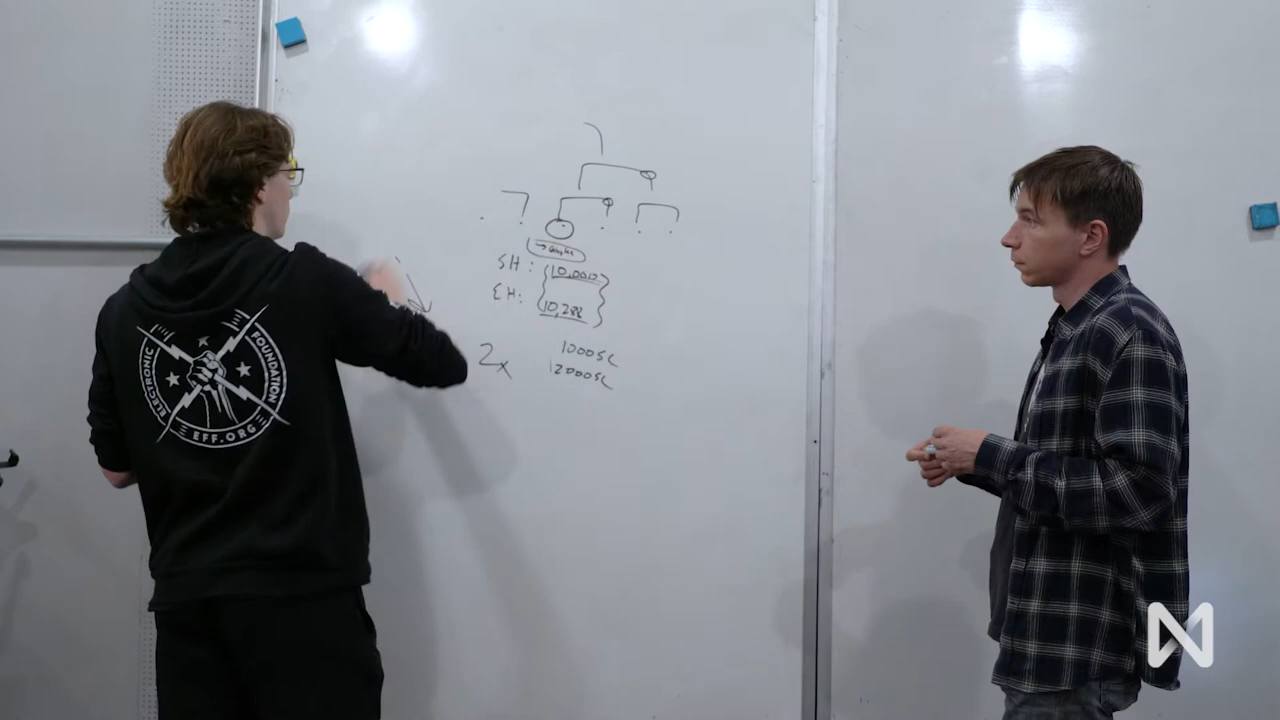 SH: 10,000
EH: 10,288
2x
1000SC
12000SC
ELECTRONIC
FOUNDATION
EFF.ORG